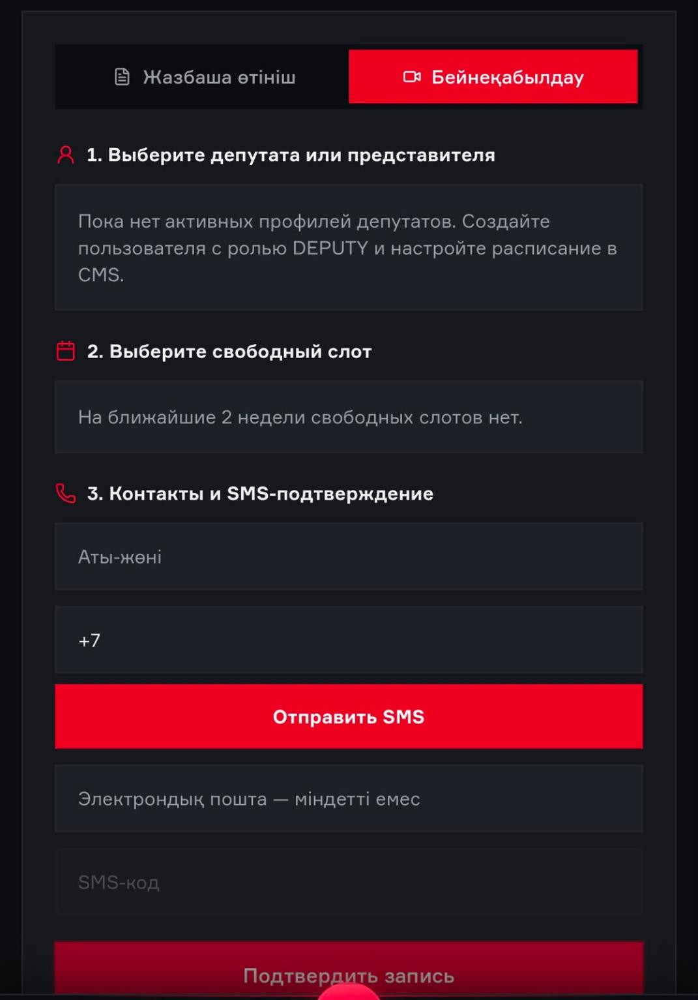 Жазбаша өтініш
Бейнеқабылдау
1. Выберите депутата или представителя
Пока нет активных профилей депутатов. Создайте
пользователя с ролью DEPUTY и настройте расписание в
CMS.
2. Выберите свободный слот
На ближайшие 2 недели свободных слотов нет.
3. Контакты и SMS-подтверждение
Аты-жөні
+7
Отправить SMS
Электрондық пошта — міндетті емес
SMS-код
Подтвердить запись